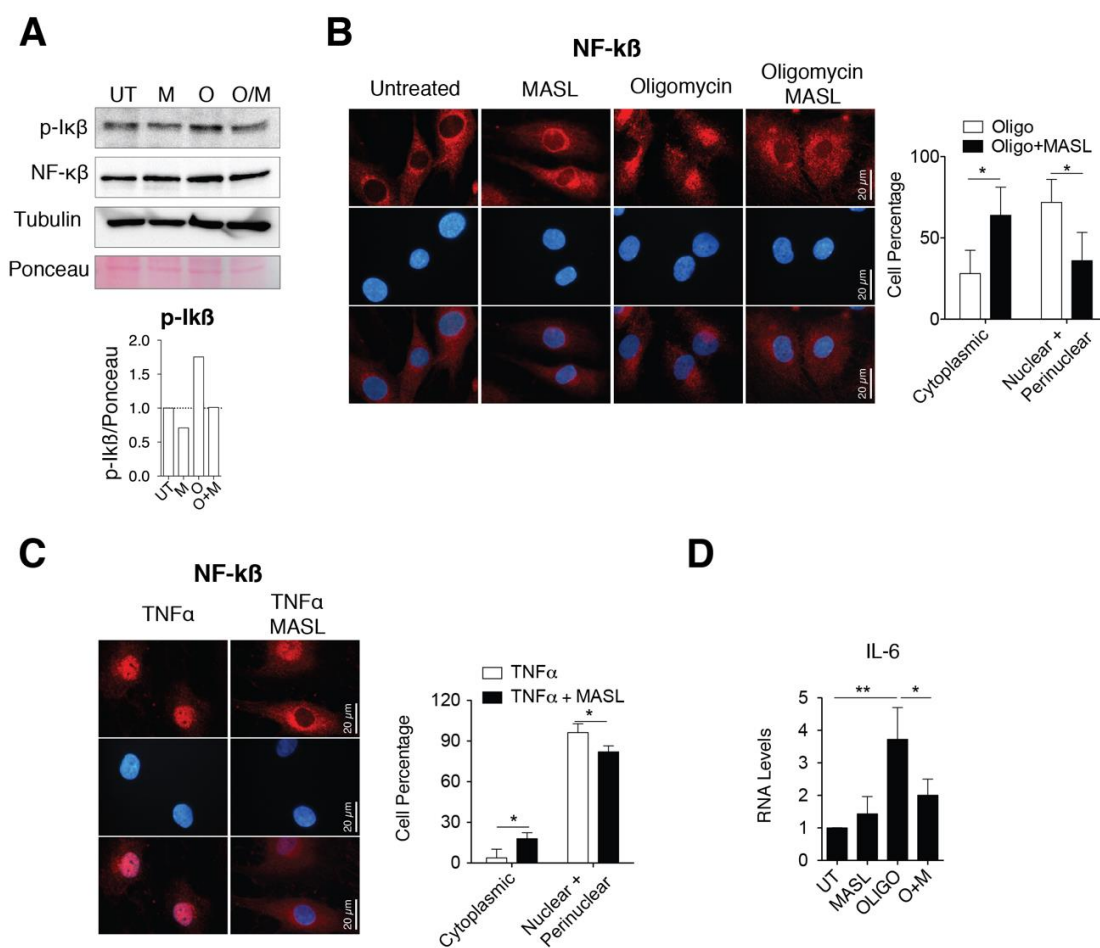 A
UT M O O/M
p-Iκβ
NF-κβ
Tubulin
Ponceau
p-Ikß
p-Ikß/Ponceau
2.0
1.5
1.0
0.5
0.0
UT
M
O
O+M
B
NF-kß
Untreated
MASL
Oligomycin
Oligomycin
MASL
20 µm
20 µm
20 µm
Oligo
Oligo+MASL
Cell Percentage
100
50
0
*
*
Cytoplasmic
Nuclear +
Perinuclear
C
NF-kß
TNFα
TNFα
MASL
20 µm
20 µm
20 µm
TNFα
TNFα + MASL
Cell Percentage
120
90
60
30
0
*
*
Cytoplasmic
Nuclear +
Perinuclear
D
IL-6
RNA Levels
5
4
3
2
1
0
**
*
UT
MASL
OLIGO
O+M